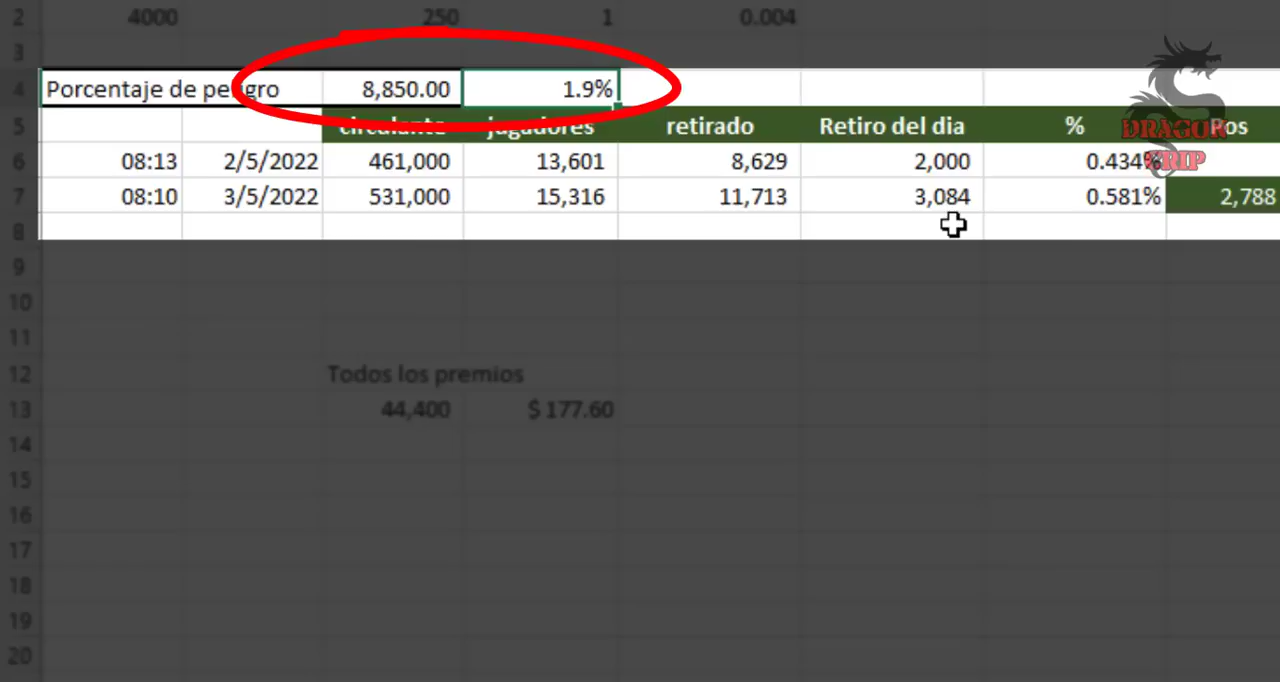 2 4000 250 1 0.004
3
4 Porcentaje de peligro 8,850.00 1.9%
5 circulante jugadores retirado Retiro del dia %
6 08:13 2/5/2022 461,000 13,601 8,629 2,000 0.434%
7 08:10 3/5/2022 531,000 15,316 11,713 3,084 0.581% 2,788
8
9
10
11
12 Todos los premios
13 44,400 $ 177.60
14
15
16
17
18
19
20
DRAGON
TRIP